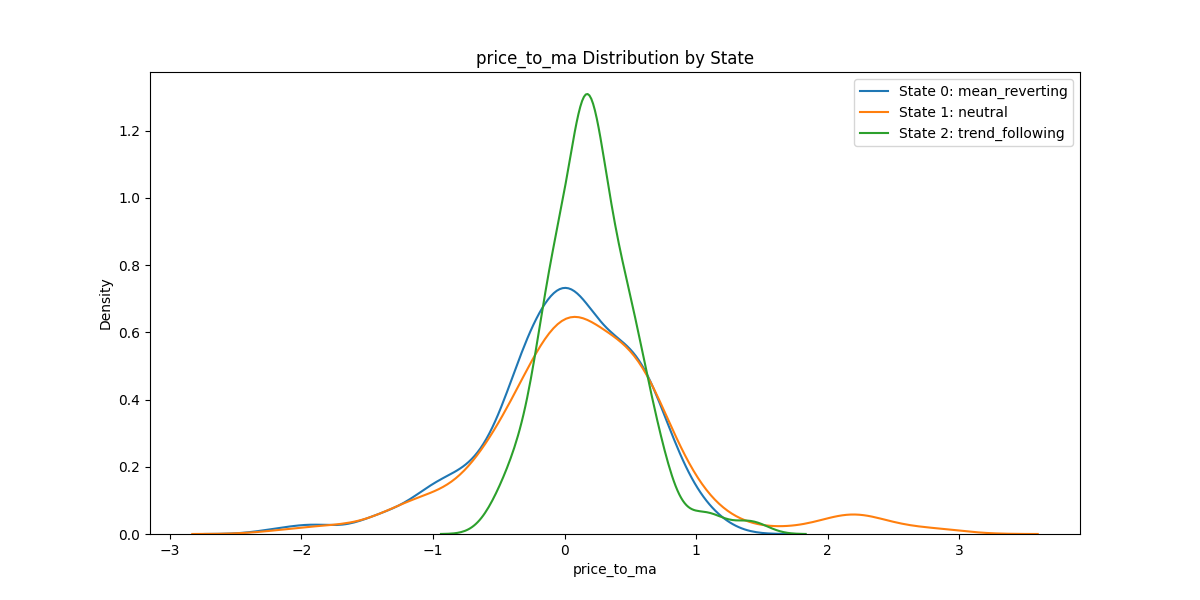 price_to_ma Distribution by State
State 0: mean_reverting
State 1: neutral
State 2: trend_following
Density
1.2
1.0
0.8
0.6
0.4
0.2
0.0
−3
−2
−1
0
1
2
3
price_to_ma